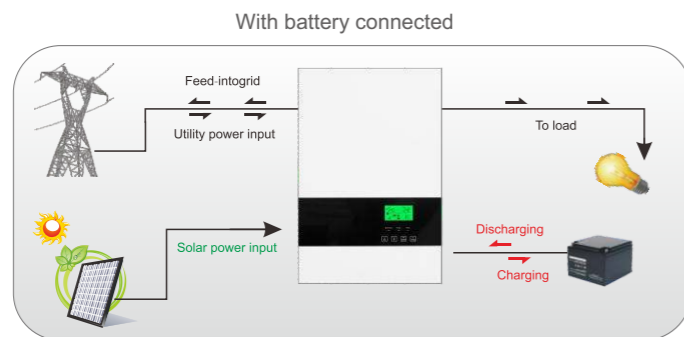 With battery connected
Feed-intogrid
Utility power input
To load
Solar power input
Discharging
Charging